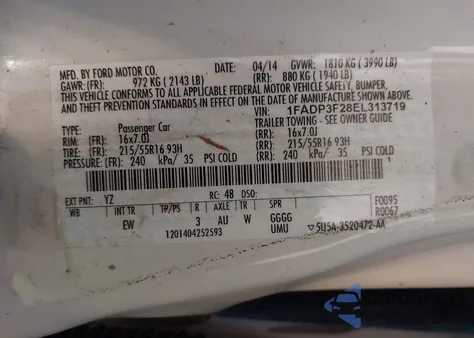 MFD. BY FORD MOTOR CO. 04/14 GVWR: 1810 KG ( 3990 LB)
GAWR: (FR): 972 KG ( 2143 LB) (RR): 880 KG ( 1940 LB)
THIS VEHICLE CONFORMS TO ALL APPLICABLE FEDERAL MOTOR VEHICLE SAFETY, BUMPER,
AND THEFT PREVENTION STANDARDS IN EFFECT ON THE DATE OF MANUFACTURE SHOWN ABOVE.
VIN: 1FADP3F28EL313719
TYPE: Passenger Car TRAILER TOWING - SEE OWNER GUIDE
RIM: (FR): 16x7.0J (RR): 16x7.0J
TIRE: (FR): 215/55R16 93H (RR): 215/55R16 93H
PRESSURE: (FR): 240 kPa/ 35 PSI COLD (RR): 240 kPa/ 35 PSI COLD
EXT PNT: YZ RC: 48 DSO: F0095
WB INT TR TP/PS R AXLE TR SPR R0067
EW 3 AU W GGGG
1201404252593 UMU ▽5U5A-3520472-AA